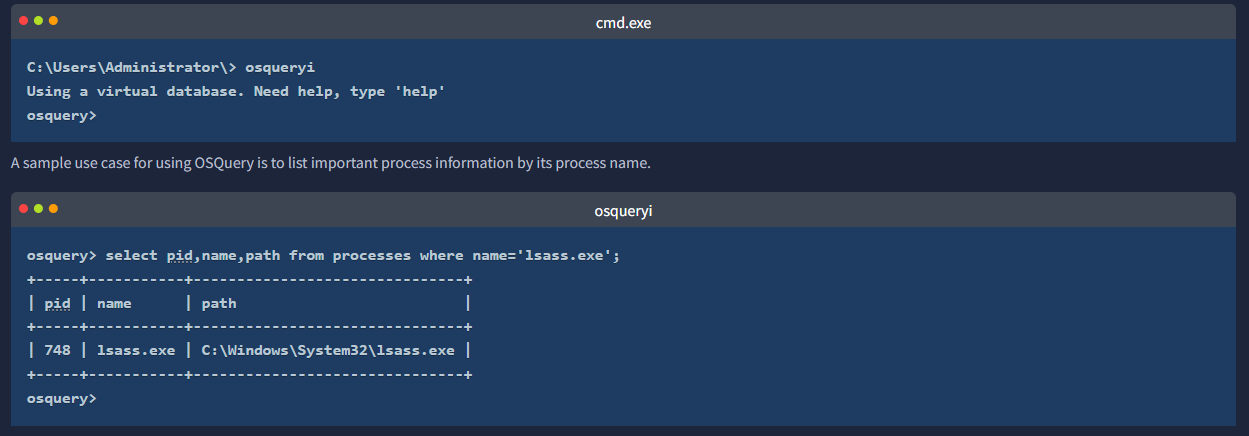 cmd.exe
C:\Users\Administrator\> osqueryi
Using a virtual database. Need help, type 'help'
osquery>
A sample use case for using OSQuery is to list important process information by its process name.
osqueryi
osquery> select pid,name,path from processes where name='lsass.exe';
+-----+-----------+-------------------------------+
| pid | name      | path                          |
+-----+-----------+-------------------------------+
| 748 | lsass.exe | C:\Windows\System32\lsass.exe |
+-----+-----------+-------------------------------+
osquery>